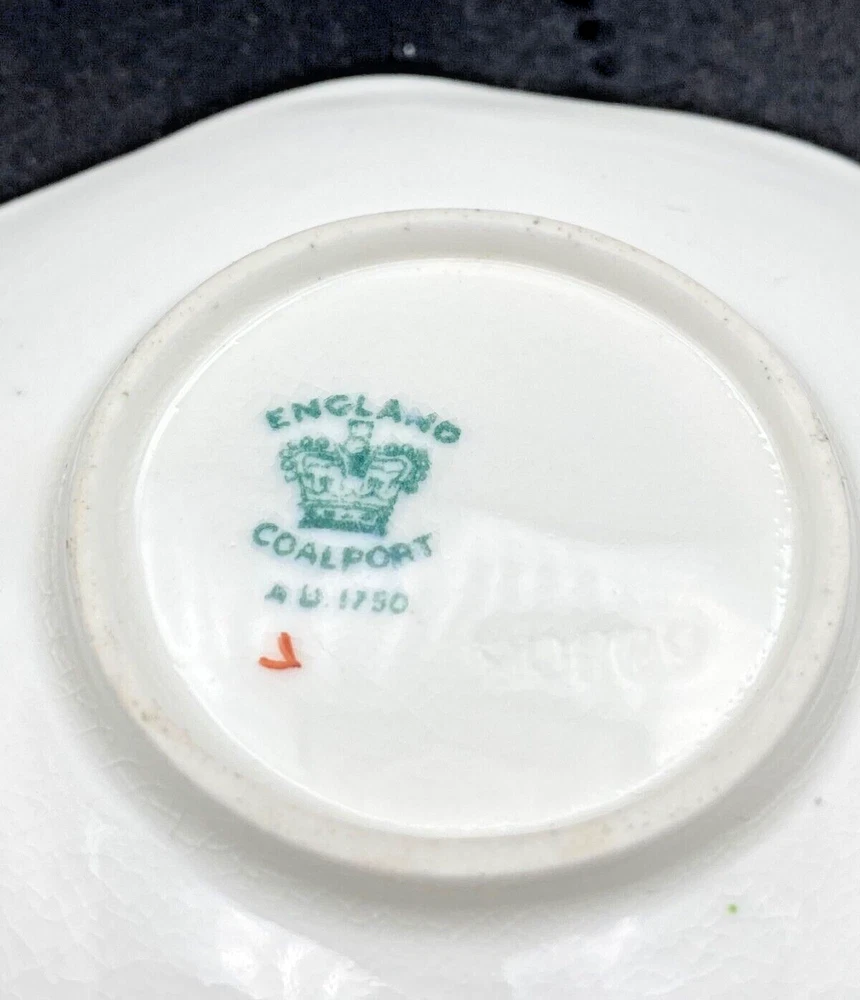 ENGLAND
COALPORT
A.D. 1750